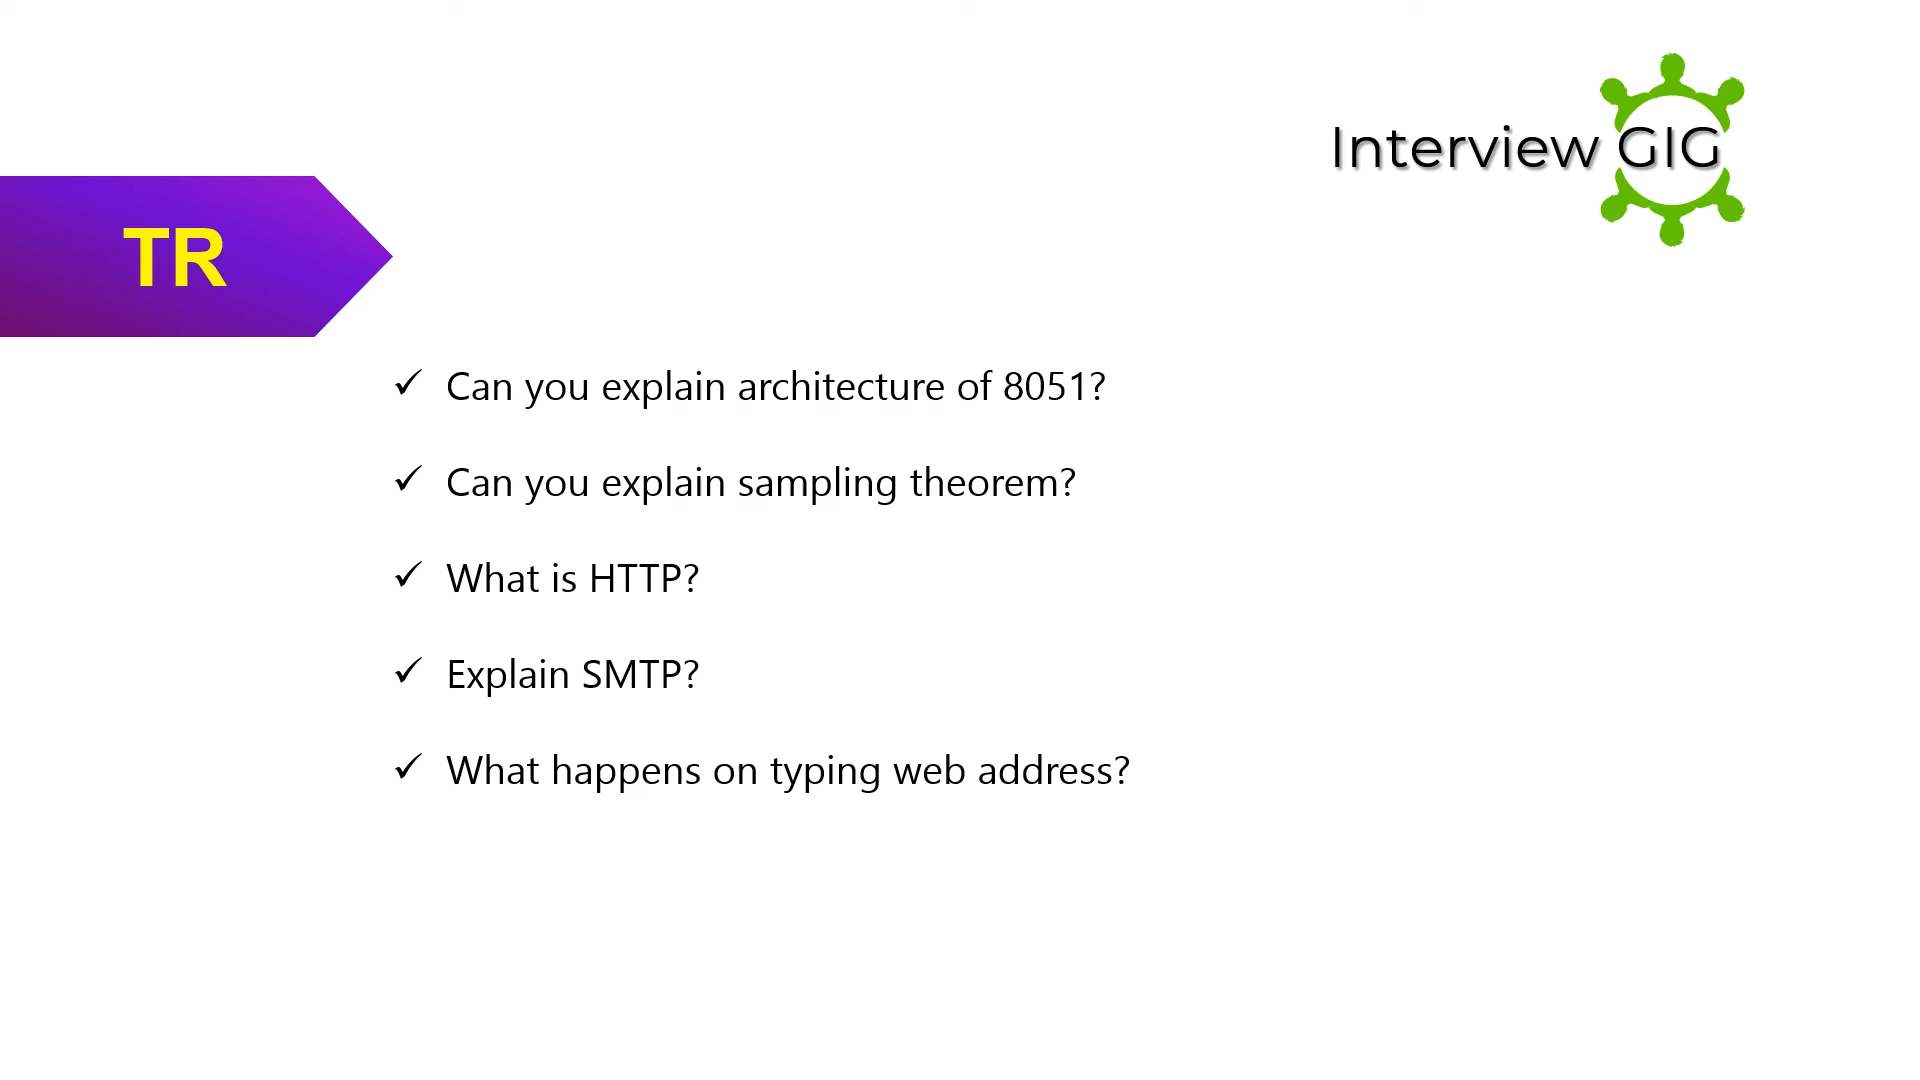 Interview GIG
TR
✓ Can you explain architecture of 8051?
✓ Can you explain sampling theorem?
✓ What is HTTP?
✓ Explain SMTP?
✓ What happens on typing web address?